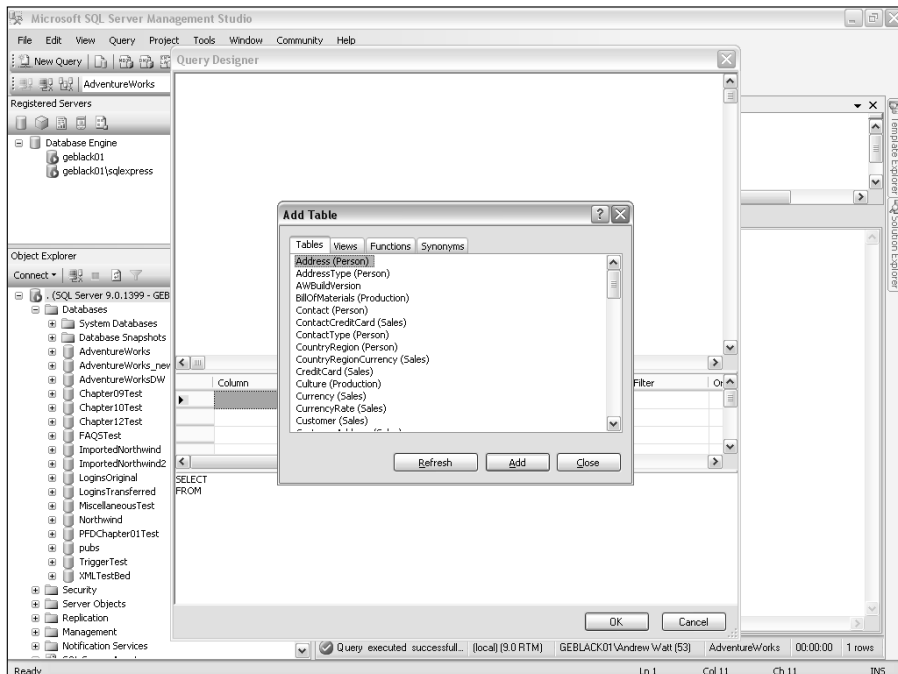 Microsoft SQL Server Management Studio
File Edit View Query Project Tools Window Community Help
New Query
AdventureWorks
Registered Servers
Database Engine
geblack01
geblack01\sqlexpress
Object Explorer
Connect
. (SQL Server 9.0.1399 - GEB
Databases
System Databases
Database Snapshots
AdventureWorks
AdventureWorks_new
AdventureWorksDW
Chapter09Test
Chapter10Test
Chapter12Test
FAQSTest
ImportedNorthwind
ImportedNorthwind2
LoginsOriginal
LoginsTransferred
MiscellaneousTest
Northwind
PFDChapter01Test
pubs
TriggerTest
XMLTestBed
Security
Server Objects
Replication
Management
Notification Services
Query Designer
Column Filter Or
SELECT
FROM
OK Cancel
Add Table
Tables Views Functions Synonyms
Address (Person)
AddressType (Person)
AWBuildVersion
BillOfMaterials (Production)
Contact (Person)
ContactCreditCard (Sales)
ContactType (Person)
CountryRegion (Person)
CountryRegionCurrency (Sales)
CreditCard (Sales)
Culture (Production)
Currency (Sales)
CurrencyRate (Sales)
Customer (Sales)
Refresh Add Close
Template Explorer
Solution Explorer
Query executed successfull... (local) (9.0 RTM) GEBLACK01\Andrew Watt (53) AdventureWorks 00:00:00 1 rows
Ready Ln 1 Col 11 Ch 11 INS